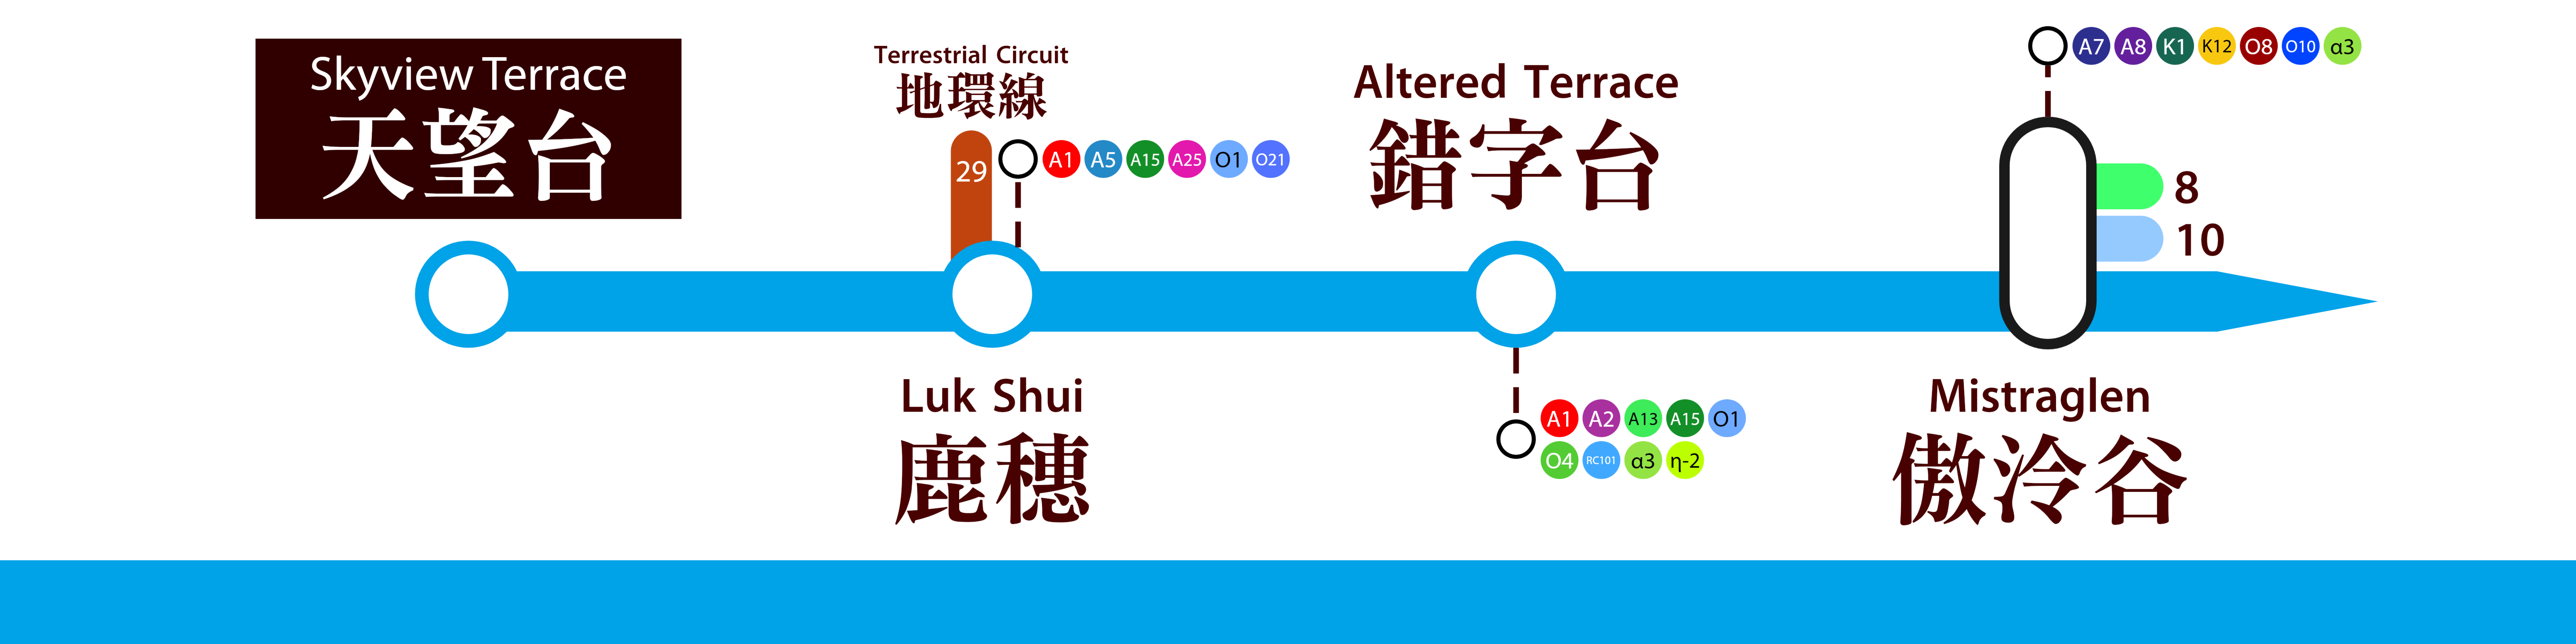 Skyview Terrace
天望台
Terrestrial Circuit
地環線
29
A1 A5 A15 A25 O1 O21
Luk Shui
鹿穗
Altered Terrace
錯字台
A1 A2 A13 A15 O1
O4 RC101 α3 η-2
A7 A8 K1 K12 O8 O10 α3
8
10
Mistraglen
傲泠谷